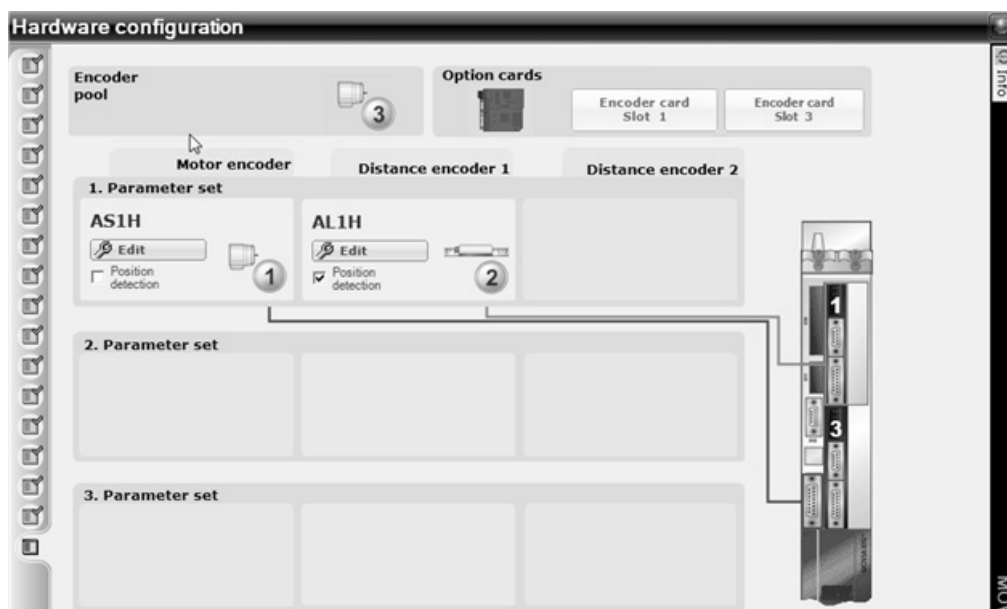 Hardware configuration
Info
Encoder
pool
3
Option cards
Encoder card
Slot 1
Encoder card
Slot 3
Motor encoder
Distance encoder 1
Distance encoder 2
1. Parameter set
AS1H
Edit
Position
detection
1
AL1H
Edit
Position
detection
2
1
3
2. Parameter set
3. Parameter set